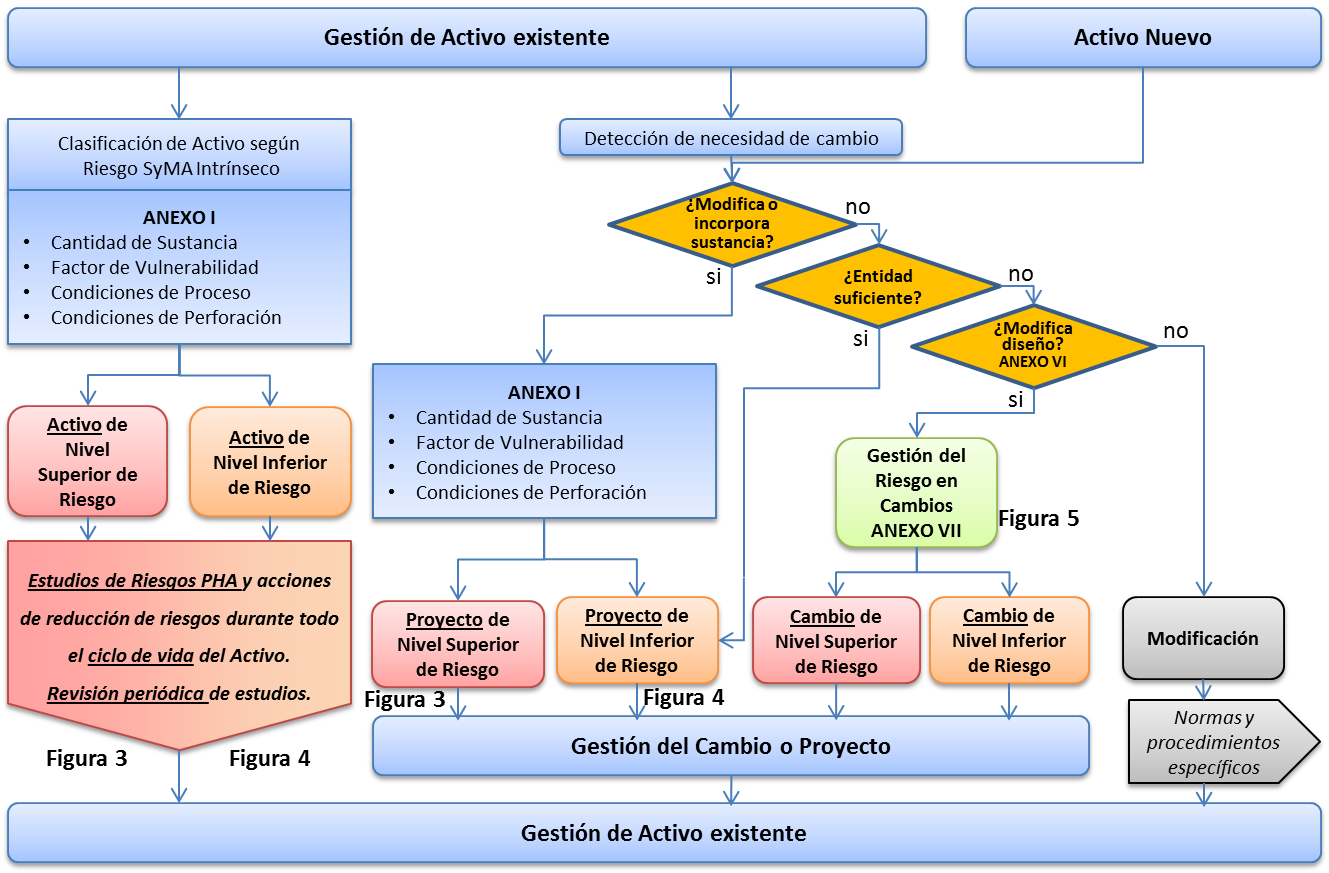 Gestión de Activo existente
Activo Nuevo
Clasificación de Activo según
Riesgo SyMA Intrínseco
ANEXO I
• Cantidad de Sustancia
• Factor de Vulnerabilidad
• Condiciones de Proceso
• Condiciones de Perforación
Activo de
Nivel
Superior de
Riesgo
Activo de
Nivel Inferior
de Riesgo
Estudios de Riesgos PHA y acciones
de reducción de riesgos durante todo
el ciclo de vida del Activo.
Revisión periódica de estudios.
Figura 3
Figura 4
Detección de necesidad de cambio
¿Modifica o
incorpora
sustancia?
no
si
¿Entidad
suficiente?
no
si
¿Modifica
diseño?
ANEXO VI
no
si
ANEXO I
• Cantidad de Sustancia
• Factor de Vulnerabilidad
• Condiciones de Proceso
• Condiciones de Perforación
Gestión del
Riesgo en
Cambios
ANEXO VII
Figura 5
Proyecto de
Nivel Superior
de Riesgo
Proyecto de
Nivel Inferior
de Riesgo
Cambio de
Nivel Superior
de Riesgo
Cambio de
Nivel Inferior
de Riesgo
Modificación
Figura 3
Figura 4
Gestión del Cambio o Proyecto
Normas y
procedimientos
específicos
Gestión de Activo existente